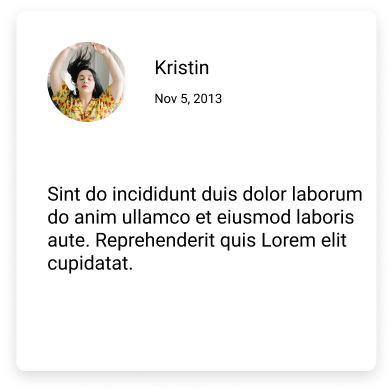 Kristin
Nov 5, 2013
Sint do incididunt duis dolor laborum
do anim ullamco et eiusmod laboris
aute. Reprehenderit quis Lorem elit
cupidatat.